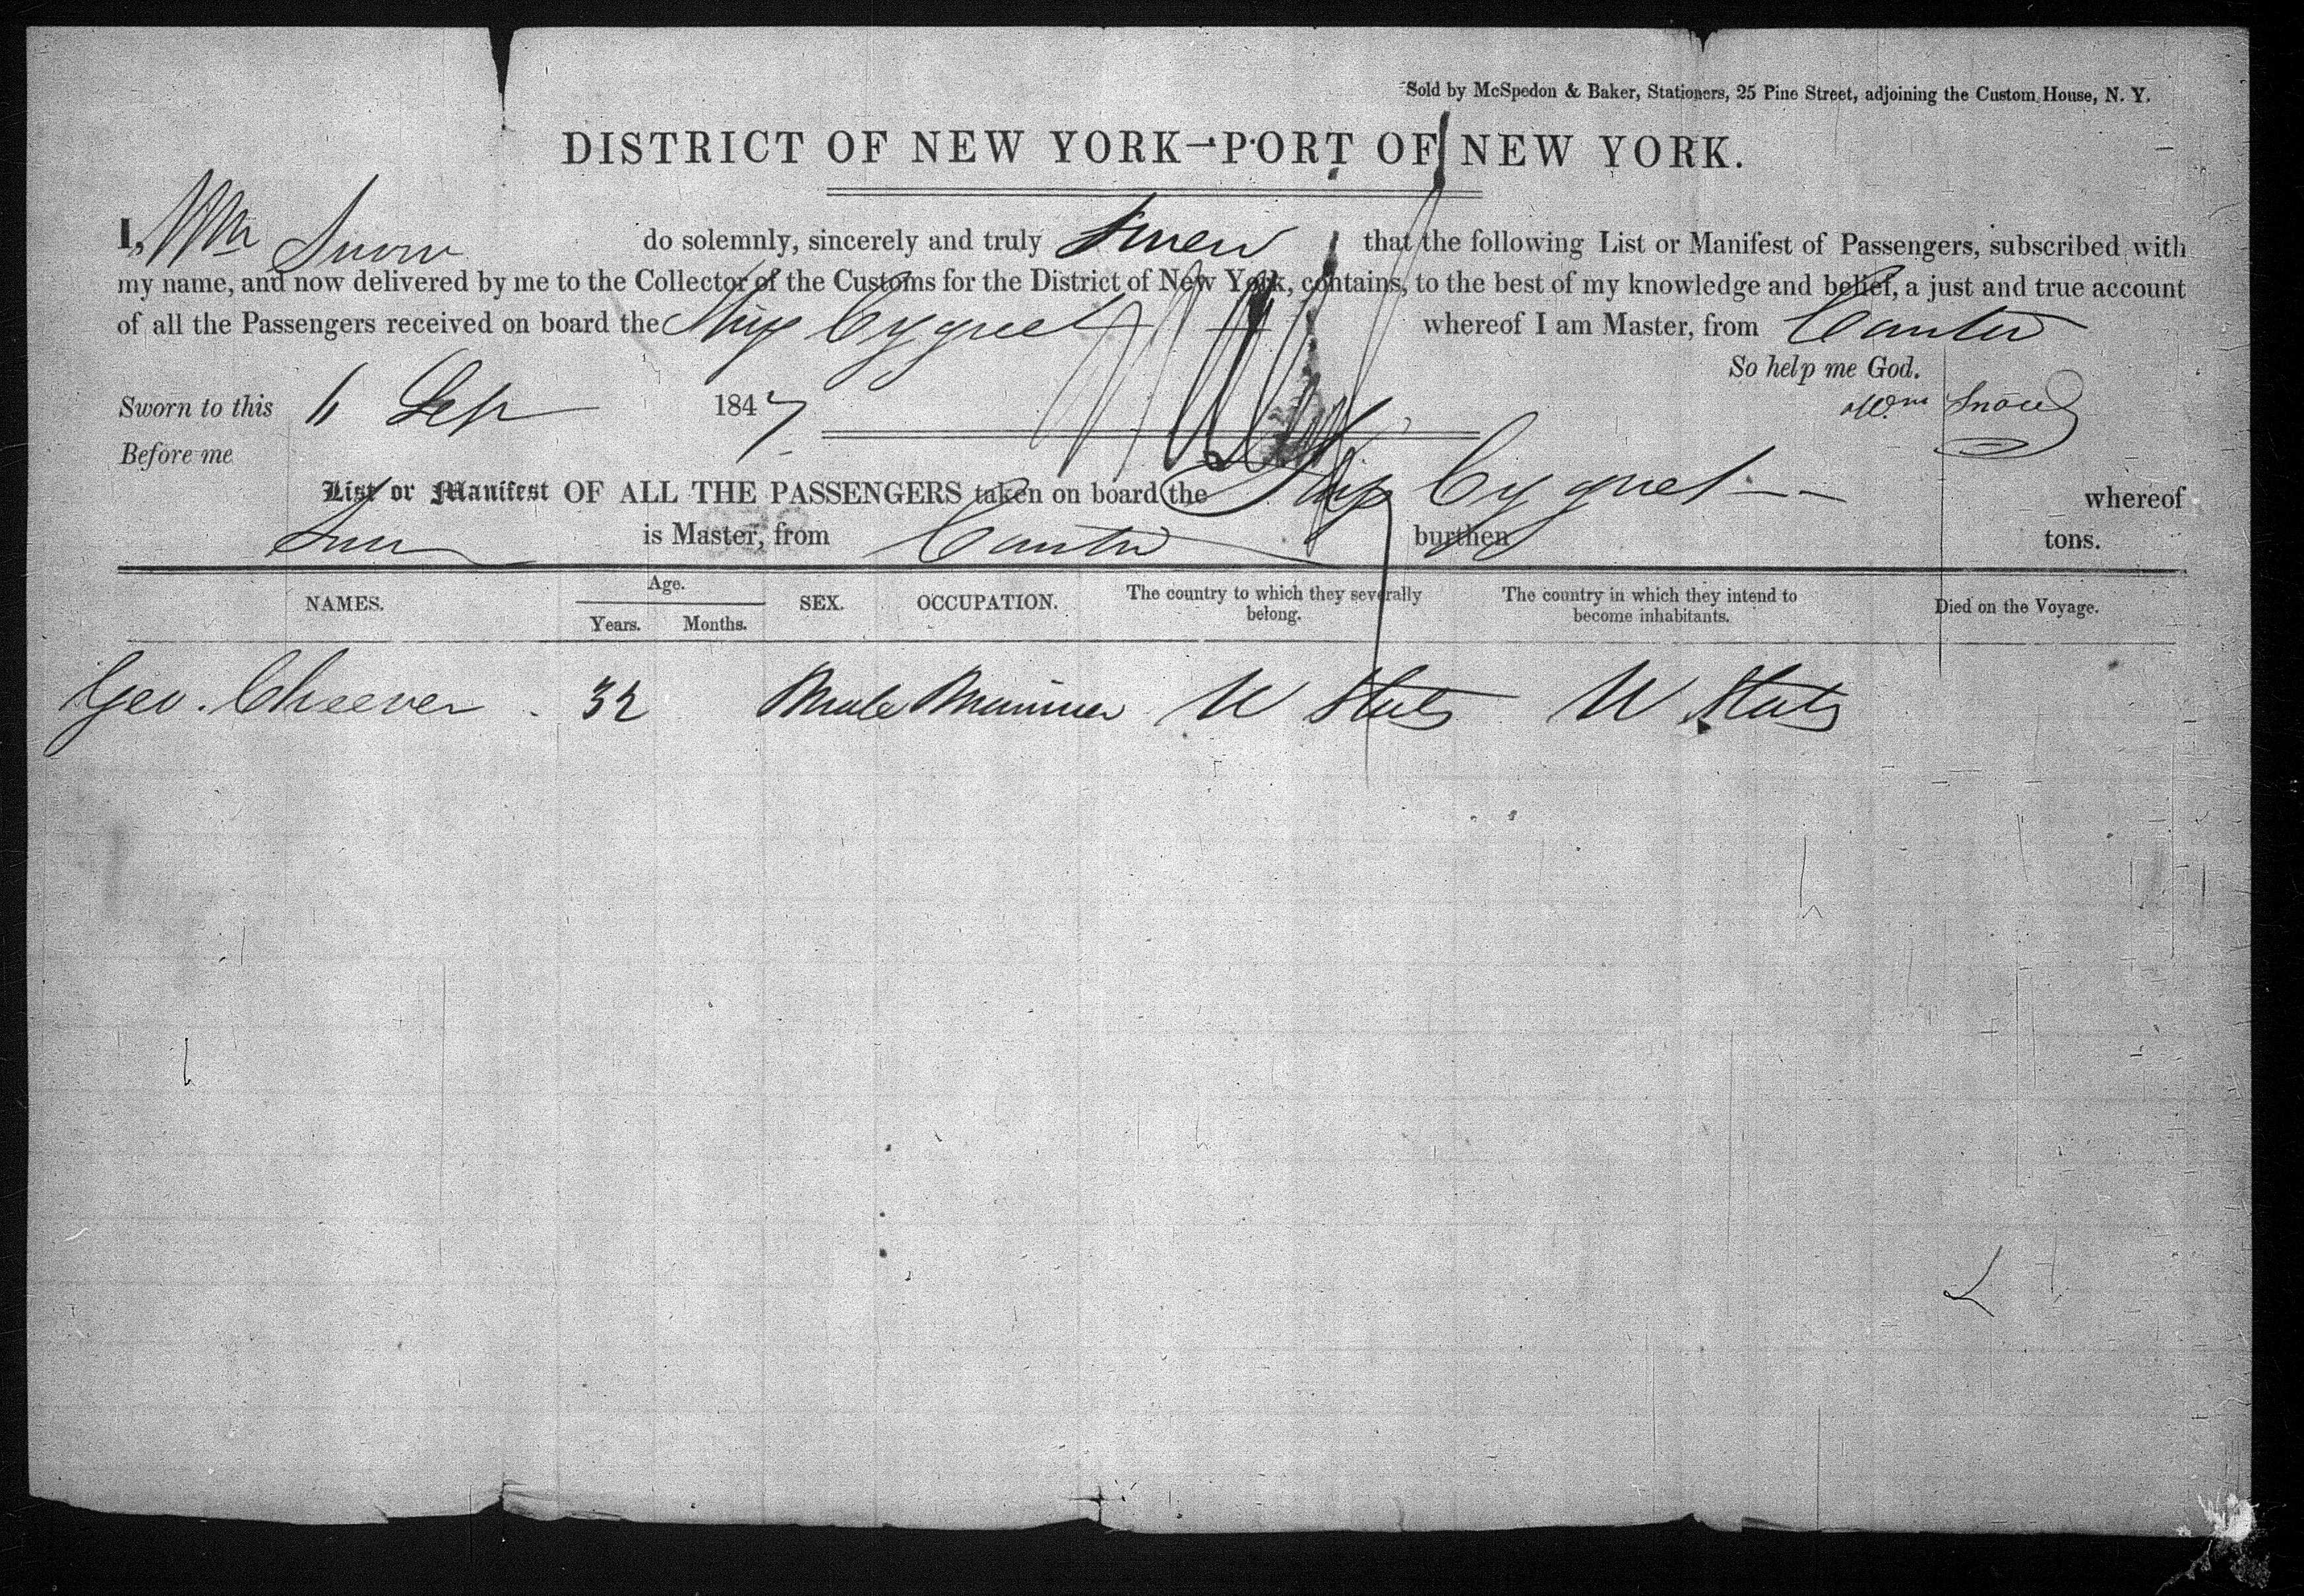 Sold by McSpedon & Baker, Stationers, 25 Pine Street, adjoining the Custom House, N. Y.
DISTRICT OF NEW YORK—PORT OF NEW YORK.
I, Wm Snow do solemnly, sincerely and truly swear that the following List or Manifest of Passengers, subscribed with
my name, and now delivered by me to the Collector of the Customs for the District of New York, contains, to the best of my knowledge and belief, a just and true account
of all the Passengers received on board the Ship Cygnet whereof I am Master, from Canton
So help me God.
Sworn to this 6 Sep 1847 Wm Snow
Before me
List or Manifest OF ALL THE PASSENGERS taken on board the Ship Cygnet whereof
Snow is Master, from Canton burthen tons.
NAMES. Age. SEX. OCCUPATION. The country to which they severally belong. The country in which they intend to become inhabitants. Died on the Voyage.
Years. Months.
Geo. Cheever 32 Male Mariner U States U States